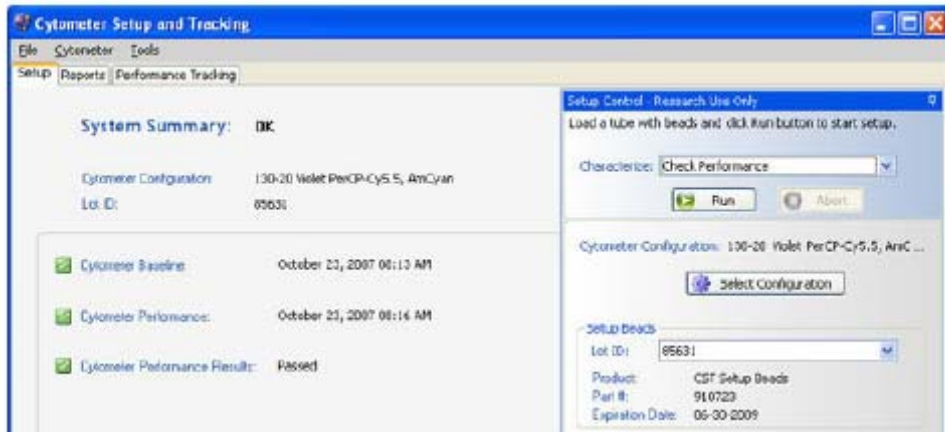 Cytometer Setup and Tracking
File Cytometer Tools
Setup Reports Performance Tracking
System Summary: OK
Cytometer Configuration 130-20 Violet PerCP-Cy5.5, AmCyan
Lot ID: 85631
Cytometer Baseline October 23, 2007 08:13 AM
Cytometer Performance: October 23, 2007 08:16 AM
Cytometer Performance Results: Passed
Setup Control - Research Use Only
Load a tube with beads and click Run button to start setup.
Characterize: Check Performance
Run Abort
Cytometer Configuration: 130-20 Violet PerCP-Cy5.5, AmC ...
Select Configuration
Setup Beads
Lot ID: 85631
Product: CST Setup Beads
Part #: 910723
Expiration Date: 06-30-2009